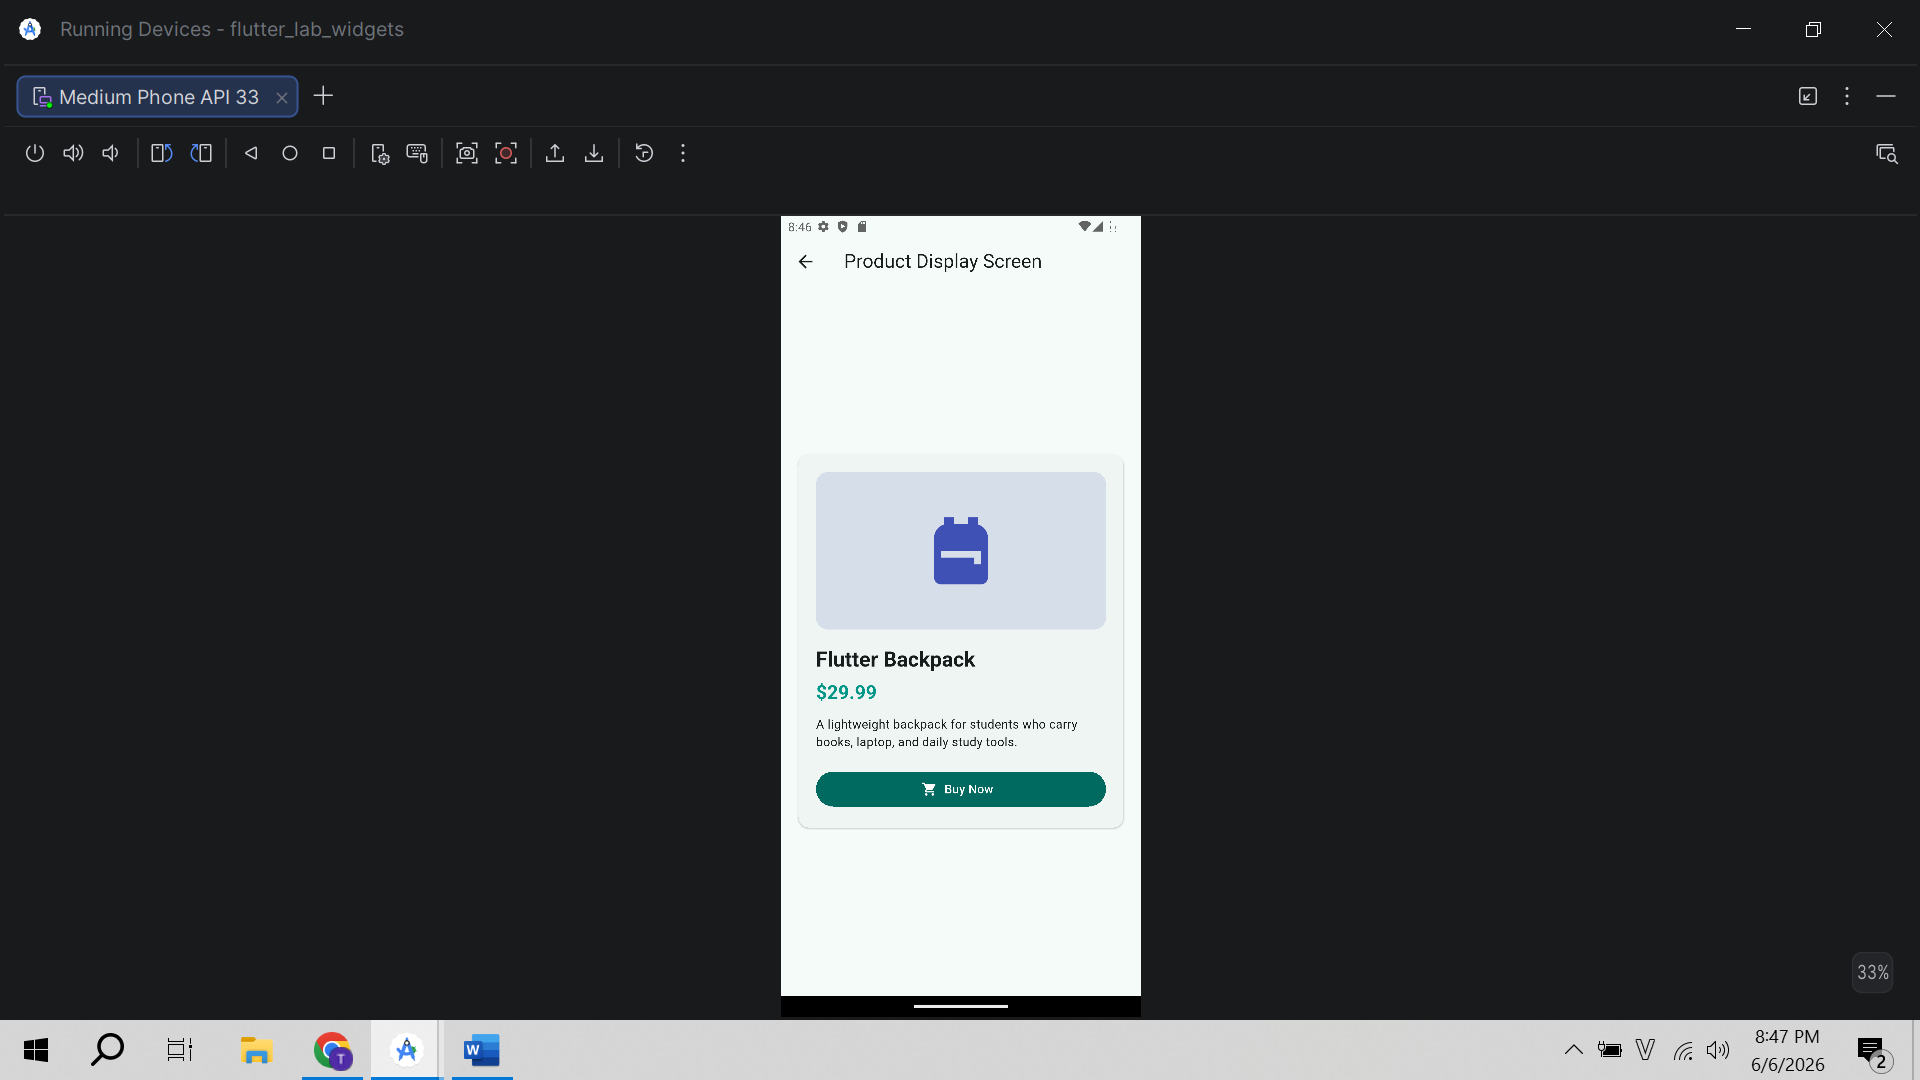 Running Devices - flutter_lab_widgets
Medium Phone API 33
8:46
Product Display Screen
Flutter Backpack
$29.99
A lightweight backpack for students who carry
books, laptop, and daily study tools.
Buy Now
33%
T
W
8:47 PM
6/6/2026
2